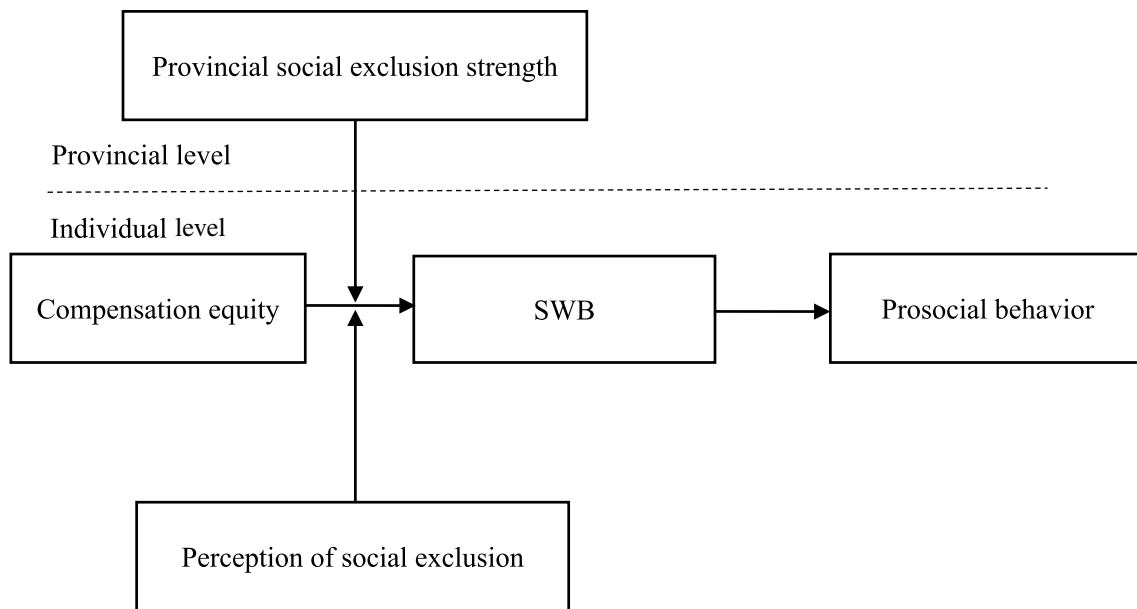 Provincial social exclusion strength
Provincial level
Individual level
Compensation equity
SWB
Prosocial behavior
Perception of social exclusion